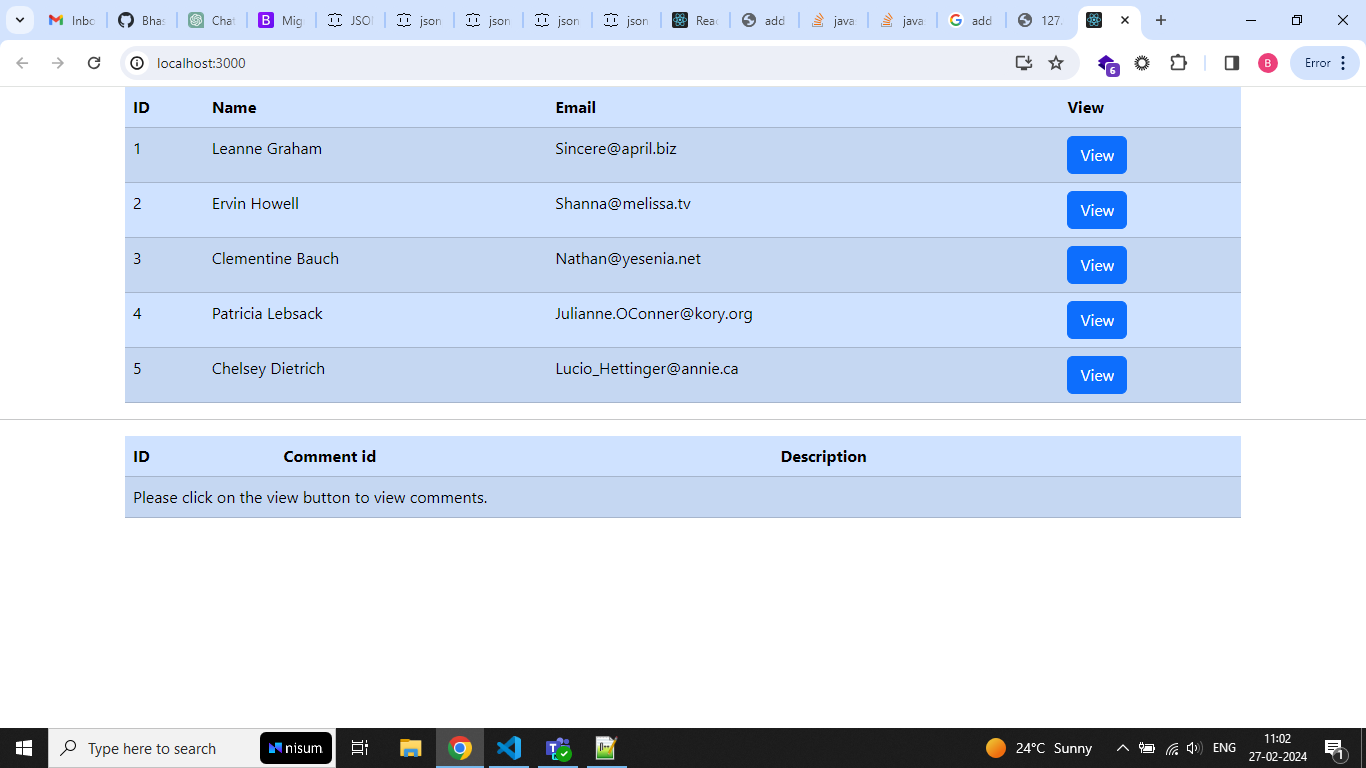 Inbo
Bhas
Chat
Mig
JSO
json
json
json
json
Rea
add
java
java
add
127.
localhost:3000
6
B
Error
ID Name Email View
1 Leanne Graham Sincere@april.biz View
2 Ervin Howell Shanna@melissa.tv View
3 Clementine Bauch Nathan@yesenia.net View
4 Patricia Lebsack Julianne.OConner@kory.org View
5 Chelsey Dietrich Lucio_Hettinger@annie.ca View
ID Comment id Description
Please click on the view button to view comments.
Type here to search
nisum
24°C Sunny
ENG
11:02
27-02-2024
1